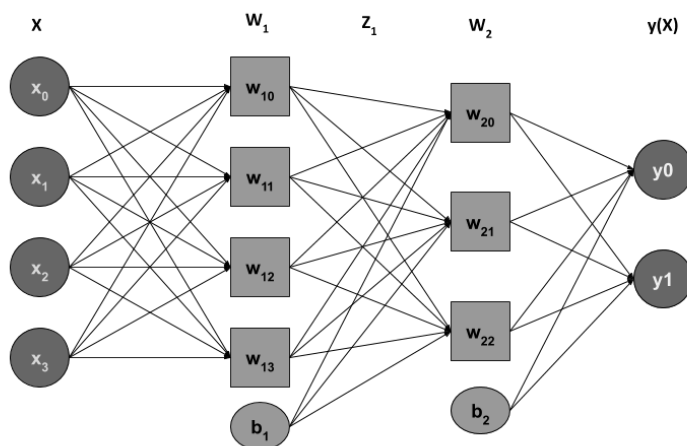 X W₁ Z₁ W₂ y(X)
x₀ w₁₀ w₂₀ y0
x₁ w₁₁ w₂₁ y1
x₂ w₁₂ w₂₂
x₃ w₁₃
b₁ b₂